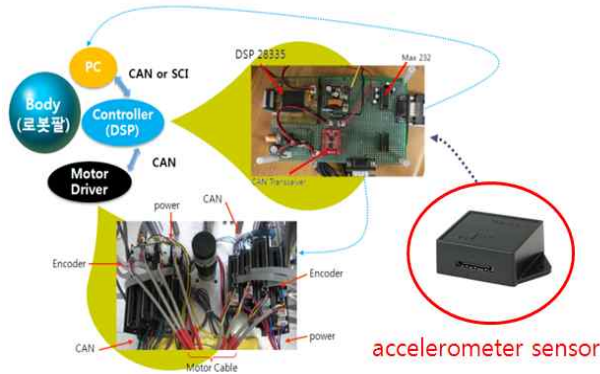 PC
CAN or SCI
Body
(로봇팔)
Controller
(DSP)
CAN
Motor
Driver
DSP 28335
Max 232
CAN Transceiver
power
CAN
Encoder
Encoder
CAN
power
Motor Cable
accelerometer sensor